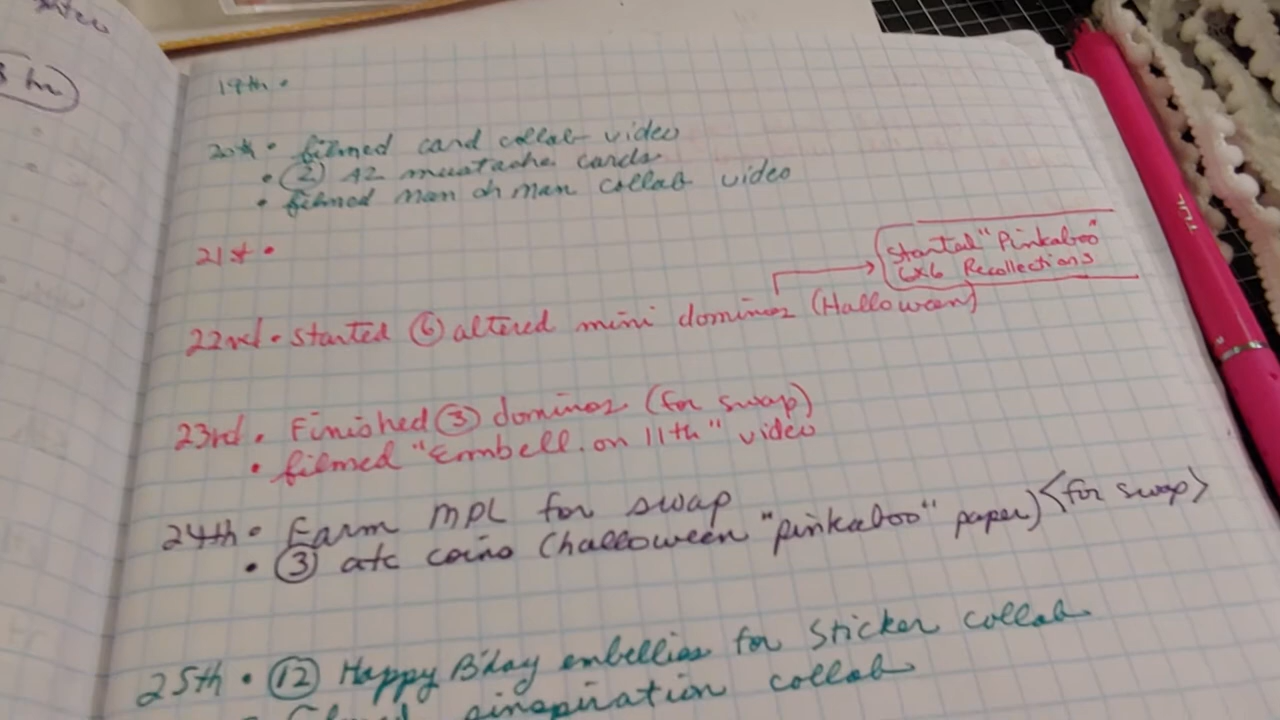 hr
19th •
20th • filmed card collab video
• (2) A2 mustache cards
• filmed man oh man collab video
21st •
Started "Pinkaboo"
6x6 Recollections
22nd • Started (6) altered mini dominos (Halloween)
23rd • Finished (3) dominos (for swap)
• filmed "Embell. on 11th" video
24th • Farm MPL for swap
• (3) atc coins (halloween "pinkaboo" paper) <for swap>
25th • (12) Happy B'day embellies for Sticker collab
• filmed pinspiration collab